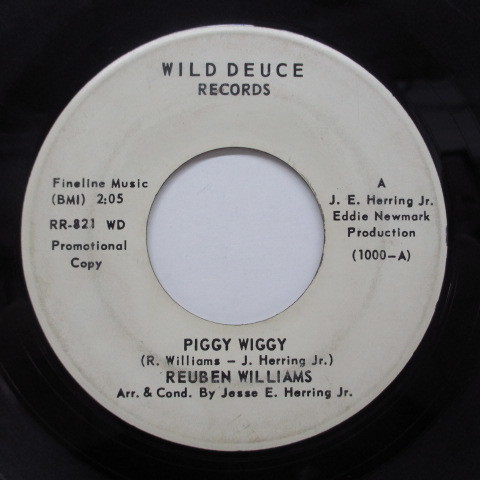 WILD DEUCE
RECORDS
Fineline Music
(BMI) 2:05
RR-821 WD
Promotional
Copy
A
J. E. Herring Jr.
Eddie Newmark
Production
(1000-A)
PIGGY WIGGY
(R. Williams - J. Herring Jr.)
REUBEN WILLIAMS
Arr. & Cond. By Jesse E. Herring Jr.